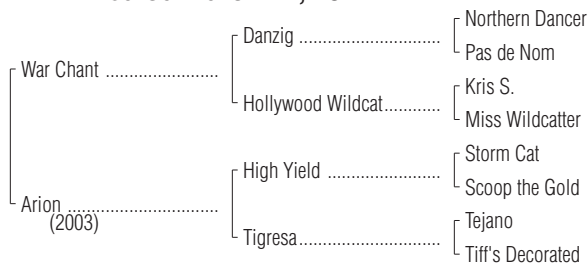 Northern Dancer
Danzig
Pas de Nom
War Chant
Kris S.
Hollywood Wildcat
Miss Wildcatter
Storm Cat
High Yield
Scoop the Gold
Arion
(2003)
Tejano
Tigresa
Tiff's Decorated